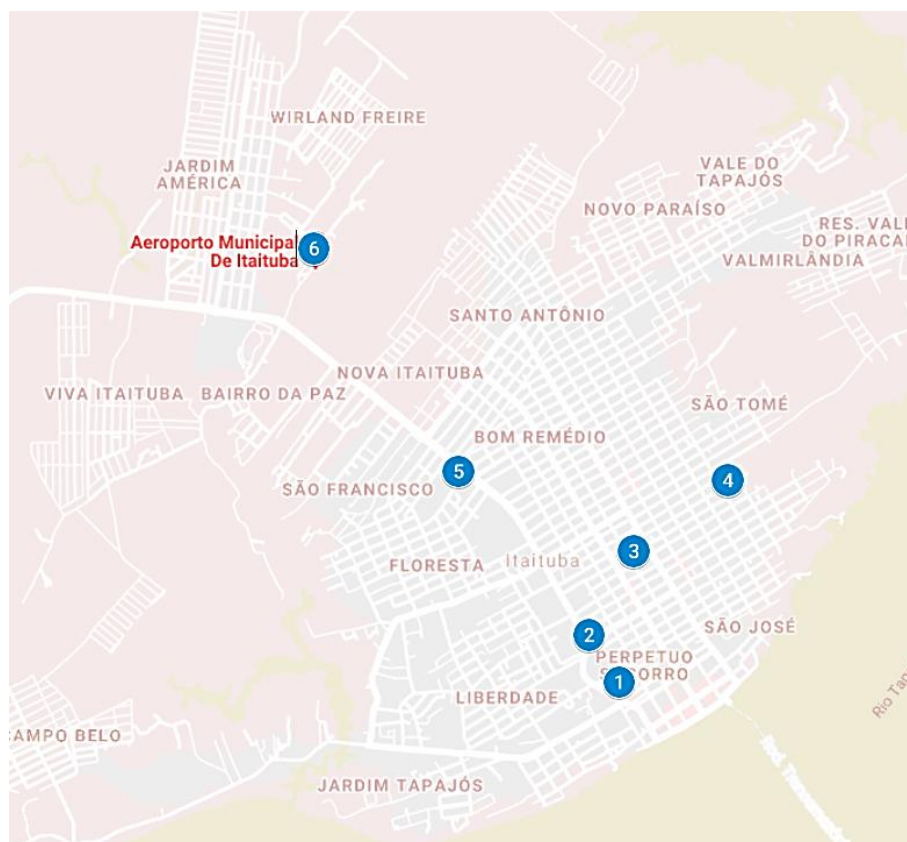 WIRLAND FREIRE
JARDIM
AMÉRICA
VALE DO
TAPAJÓS
NOVO PARAÍSO
RES. VAL
DO PIRACA
VALMIRLÂNDIA
Aeroporto Municipal
De Itaituba
6
SANTO ANTÔNIO
NOVA ITAITUBA
VIVA ITAITUBA
BAIRRO DA PAZ
SÃO TOMÉ
BOM REMÉDIO
5
4
SÃO FRANCISCO
3
Itaituba
FLORESTA
2
SÃO JOSÉ
PERPETUO
SOCORRO
1
LIBERDADE
Rio Tap
CAMPO BELO
JARDIM TAPAJÓS